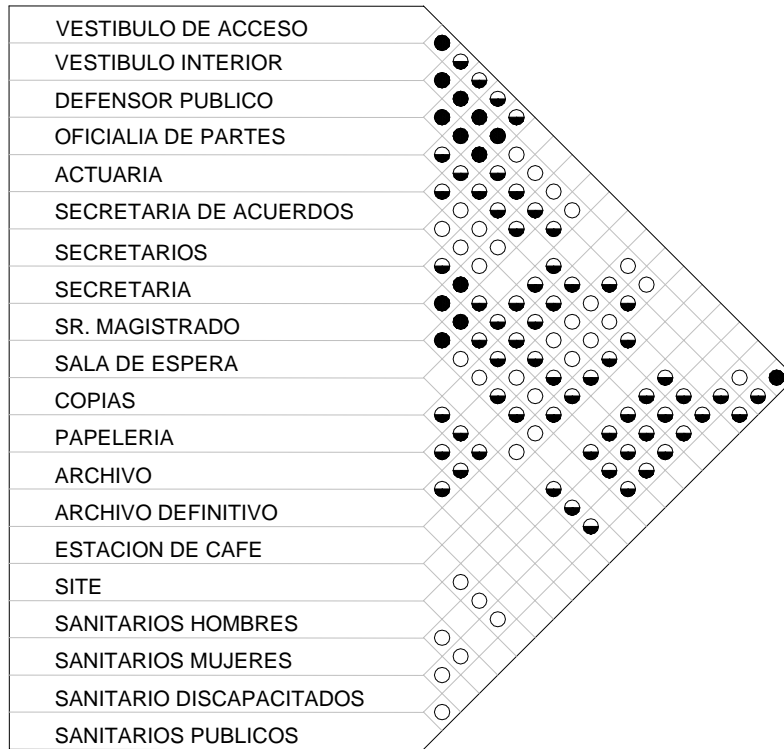 VESTIBULO DE ACCESO
VESTIBULO INTERIOR
DEFENSOR PUBLICO
OFICIALIA DE PARTES
ACTUARIA
SECRETARIA DE ACUERDOS
SECRETARIOS
SECRETARIA
SR. MAGISTRADO
SALA DE ESPERA
COPIAS
PAPELERIA
ARCHIVO
ARCHIVO DEFINITIVO
ESTACION DE CAFE
SITE
SANITARIOS HOMBRES
SANITARIOS MUJERES
SANITARIO DISCAPACITADOS
SANITARIOS PUBLICOS